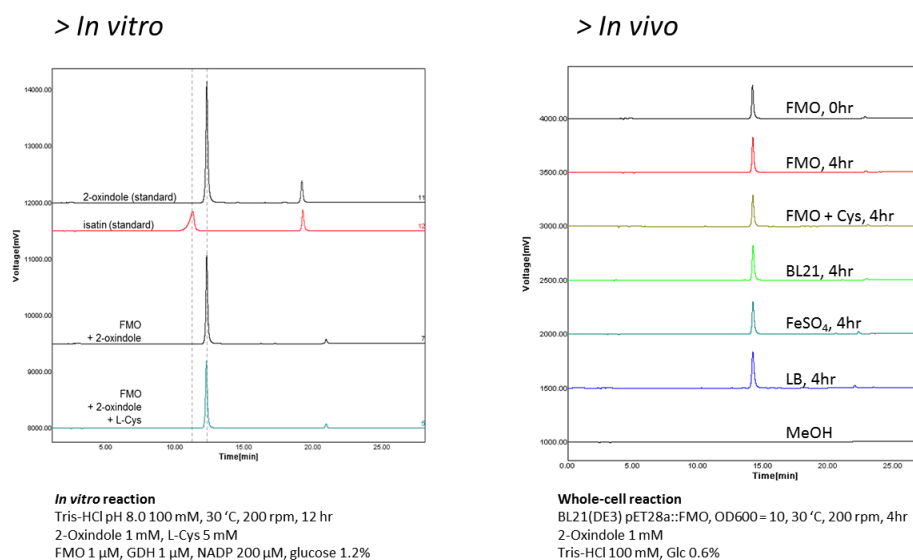 > In vitro
> In vivo
14000.00
13000.00
12000.00
11000.00
10000.00
9000.00
8000.00
Voltage[mV]
2-oxindole (standard)
11
isatin (standard)
12
FMO
+ 2-oxindole
7
FMO
+ 2-oxindole
+ L-Cys
5
10.00
15.00
20.00
25.00
Time[min]
4000.00
3500.00
3000.00
2500.00
2000.00
1500.00
1000.00
Voltage[mV]
FMO, 0hr
FMO, 4hr
FMO + Cys, 4hr
BL21, 4hr
FeSO₄, 4hr
LB, 4hr
MeOH
0.00
5.00
10.00
15.00
20.00
25.00
Time[min]
In vitro reaction
Tris-HCl pH 8.0 100 mM, 30 ℃, 200 rpm, 12 hr
2-Oxindole 1 mM, L-Cys 5 mM
FMO 1 μM, GDH 1 μM, NADP 200 μM, glucose 1.2%
Whole-cell reaction
BL21(DE3) pET28a::FMO, OD600 = 10, 30 ℃, 200 rpm, 4hr
2-Oxindole 1 mM
Tris-HCl 100 mM, Glc 0.6%